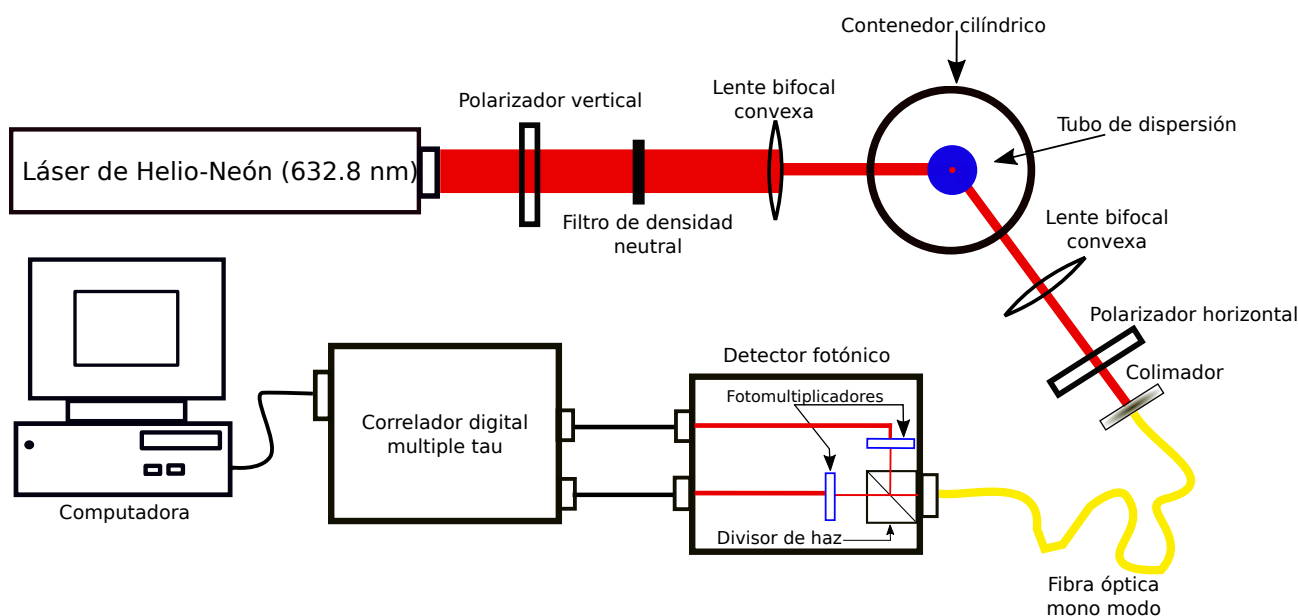 Contenedor cilíndrico
Lente bifocal
convexa
Polarizador vertical
Tubo de dispersión
Láser de Helio-Neón (632.8 nm)
Filtro de densidad
neutral
Lente bifocal
convexa
Polarizador horizontal
Colimador
Detector fotónico
Fotomultiplicadores
Correlador digital
multiple tau
Computadora
Divisor de haz
Fibra óptica
mono modo